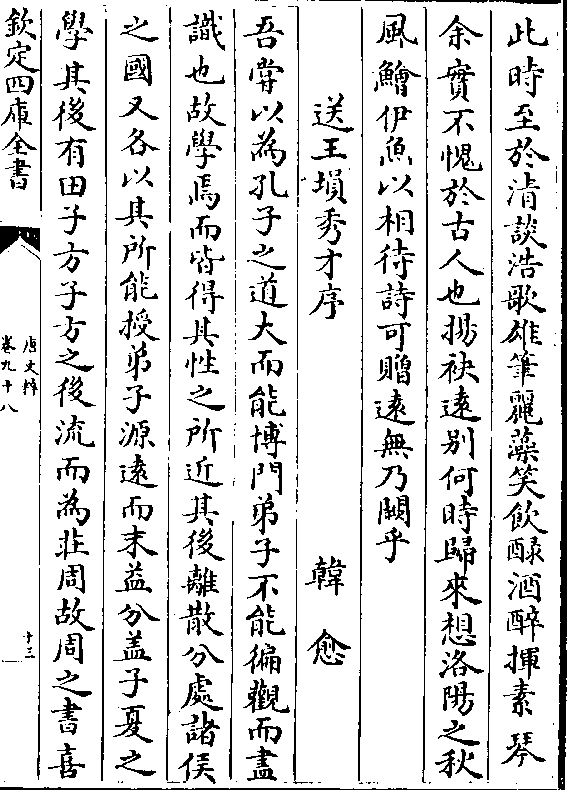 此時至於清談浩歌雄筆麗藻笑飲醁酒醉揮素琴
余實不愧於古人也揚袂遠别何時歸來想洛陽之秋
風鱠伊魚以相待詩可贈遠無乃闕乎
送王塤秀才序 韓愈
吾甞以為孔子之道大而能博門弟子不能徧觀而盡
識也故學焉而皆得其性之所近其後離散分處諸侯
之國又各以其所能授弟子源遠而末益分盖子夏之
學其後有田子方子方之後流而為莊周故周之書喜
欽定四庫全書
唐文粹
卷九十八
十三